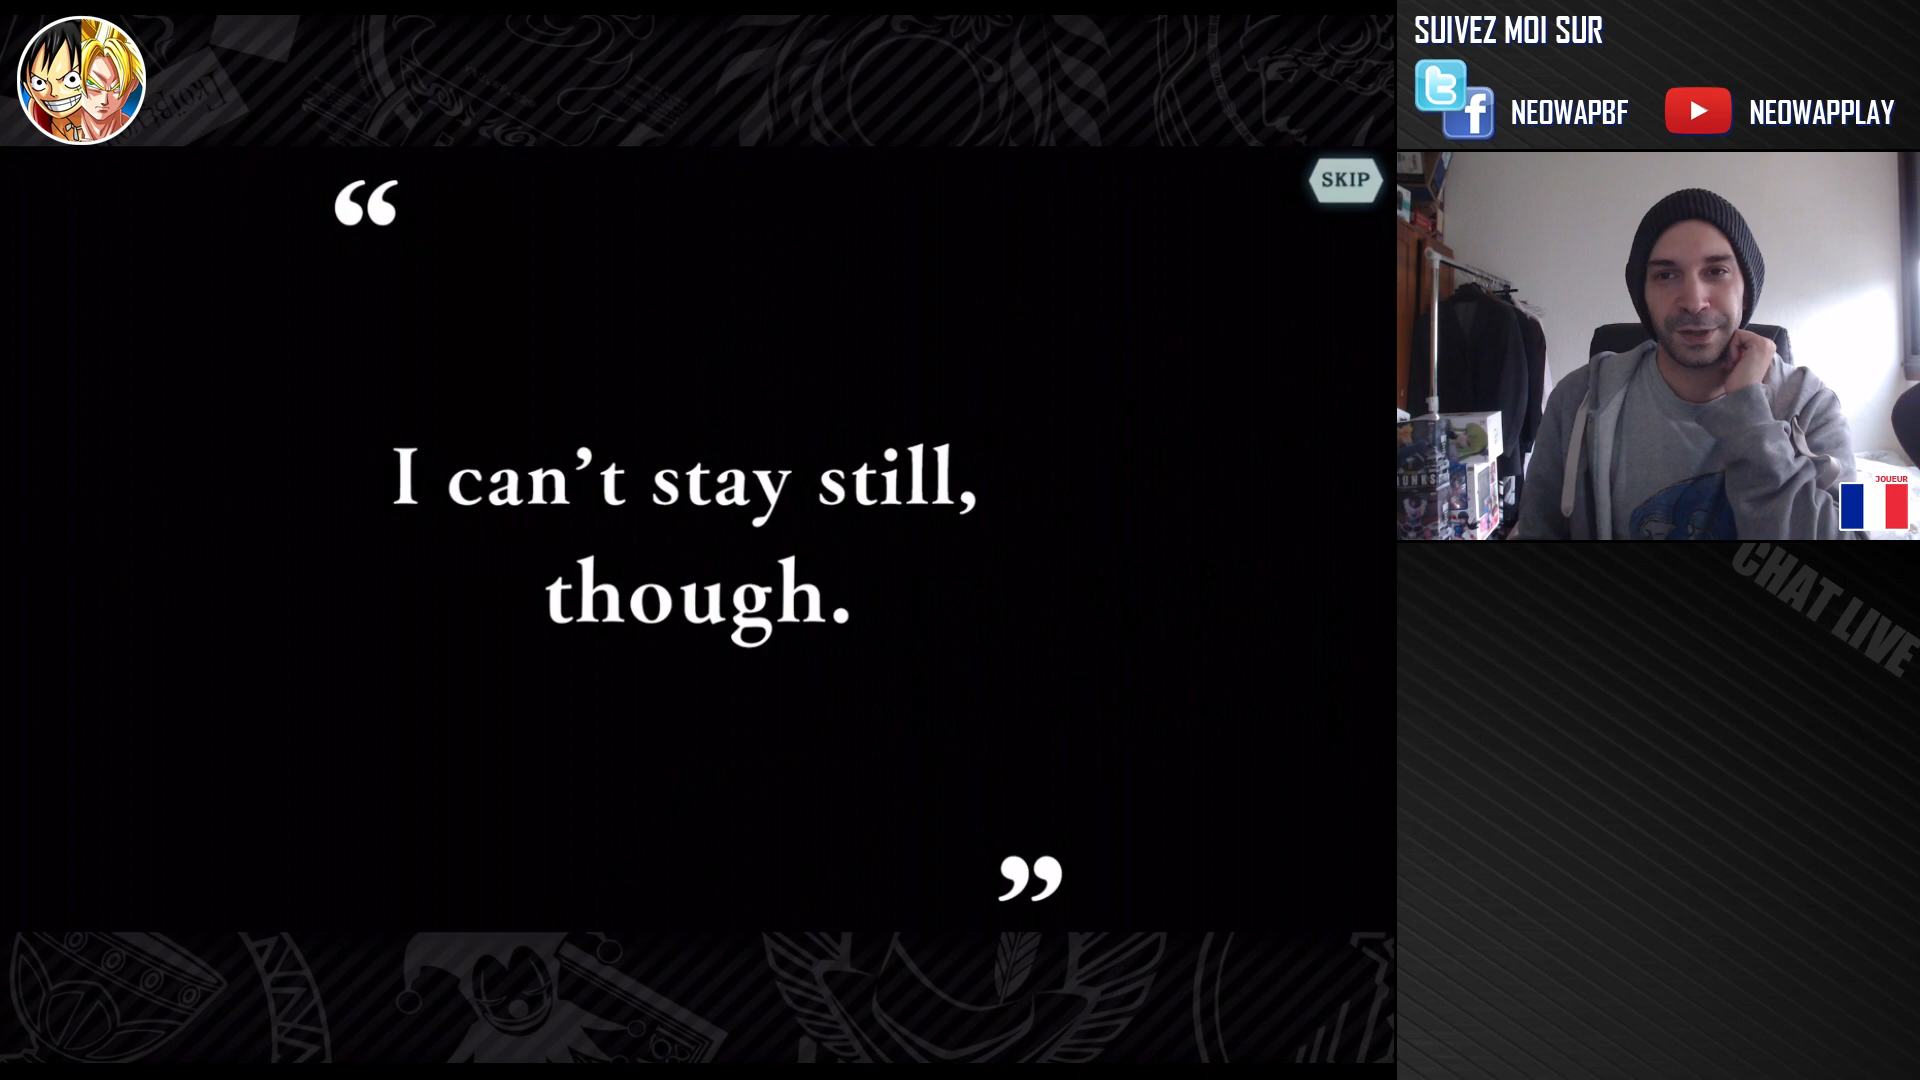 SUIVEZ MOI SUR
NEOWAPBF
NEOWAPPLAY
SKIP
“
I can’t stay still,
though.
”
JOUEUR
CHAT LIVE